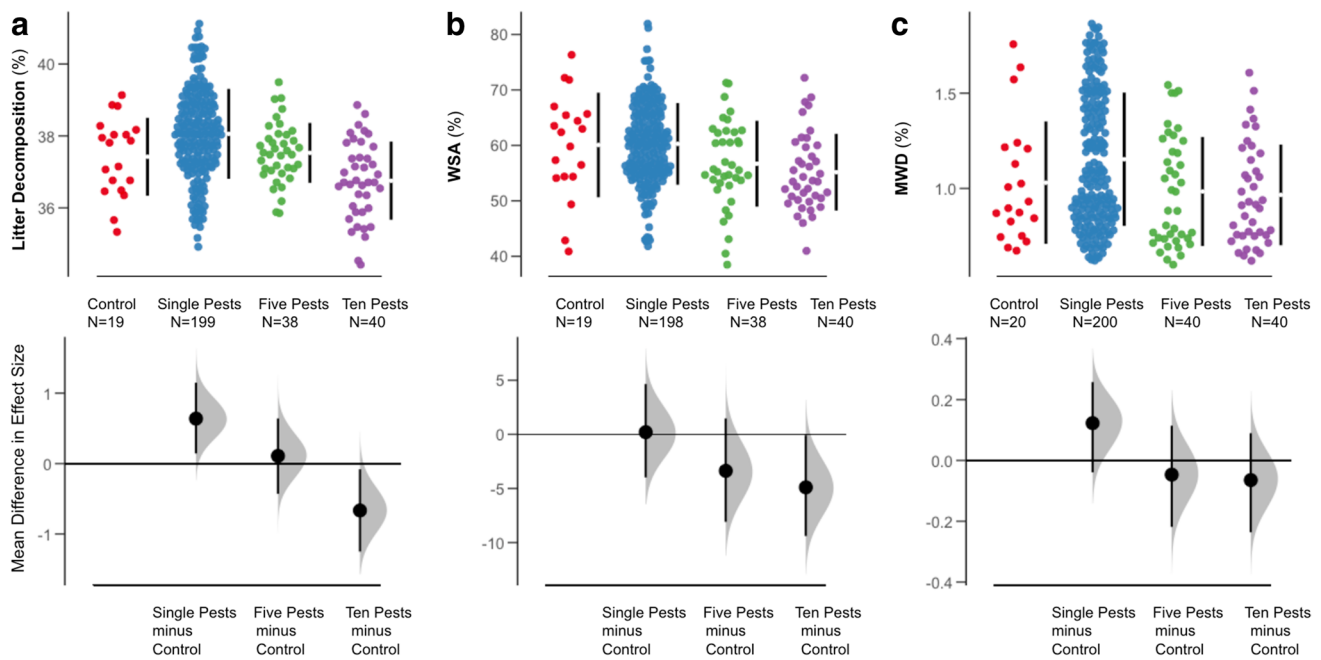 a
Litter Decomposition (%)
40
38
36
Control
N=19
Single Pests
N=199
Five Pests
N=38
Ten Pests
N=40
Mean Difference in Effect Size
1
0
-1
Single Pests
minus
Control
Five Pests
minus
Control
Ten Pests
minus
Control
b
WSA (%)
80
70
60
50
40
Control
N=19
Single Pests
N=198
Five Pests
N=38
Ten Pests
N=40
5
0
-5
-10
Single Pests
minus
Control
Five Pests
minus
Control
Ten Pests
minus
Control
c
MWD (%)
1.5
1.0
Control
N=20
Single Pests
N=200
Five Pests
N=40
Ten Pests
N=40
0.4
0.2
0.0
-0.2
-0.4
Single Pests
minus
Control
Five Pests
minus
Control
Ten Pests
minus
Control